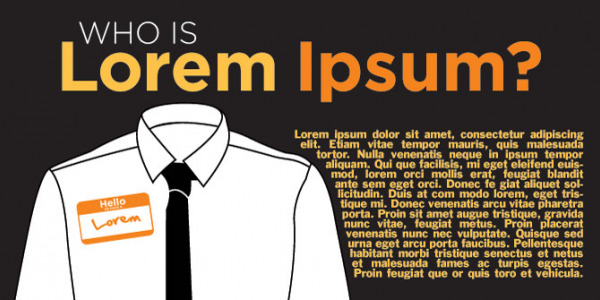 WHO IS
Lorem Ipsum?
Lorem ipsum dolor sit amet, consectetur adipiscing
elit. Etiam vitae tempor mauris, quis malesuada
tortor. Nulla venenatis neque in ipsum tempor
aliquam. Qui que facilisis, mi eget eleifend euis-
mod, lorem orci mollis erat, feugiat blandit
ante sem eget orci. Donec fe giat aliquet sol-
licitudin. Duis at com modo lorem, eget tris-
tique mi. Donec venenatis arcu vitae pharetra
porta. Proin sit amet augue tristique, gravida
nunc vitae, feugiat metus. Proin placerat
venenatis nunc nec vulputate. Quisque sed
urna eget arcu porta faucibus. Pellentesque
habitant morbi tristique senectus et netus
et malesuada fames ac turpis egestas.
Proin feugiat que or quis toro et vehicula.
Hello
Lorem